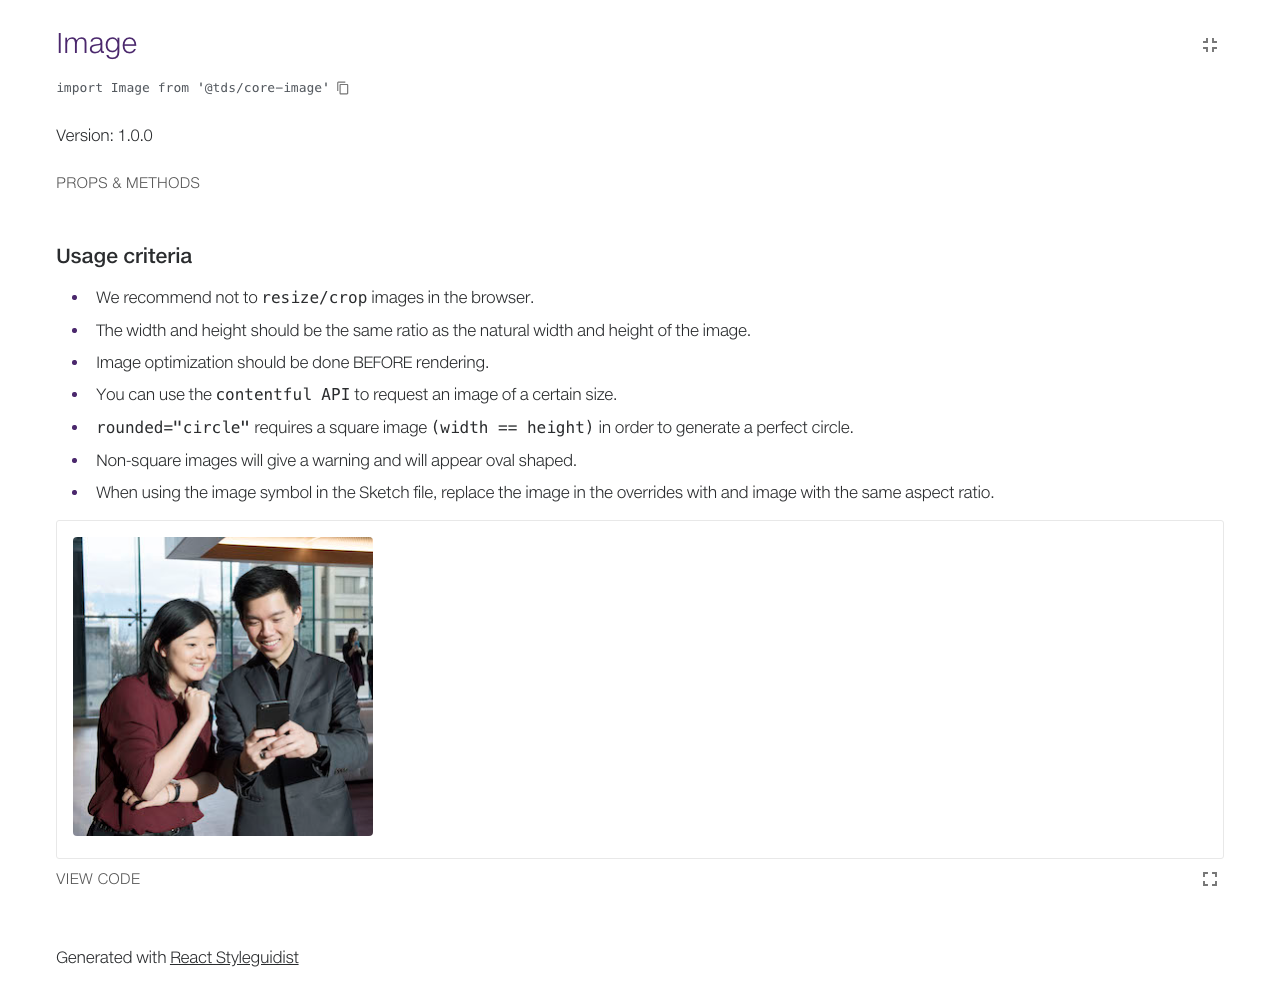 Image
import Image from '@tds/core-image'
Version: 1.0.0
PROPS & METHODS
Usage criteria
We recommend not to resize/crop images in the browser.
The width and height should be the same ratio as the natural width and height of the image.
Image optimization should be done BEFORE rendering.
You can use the contentful API to request an image of a certain size.
rounded="circle" requires a square image (width == height) in order to generate a perfect circle.
Non-square images will give a warning and will appear oval shaped.
When using the image symbol in the Sketch file, replace the image in the overrides with and image with the same aspect ratio.
VIEW CODE
Generated with React Styleguidist